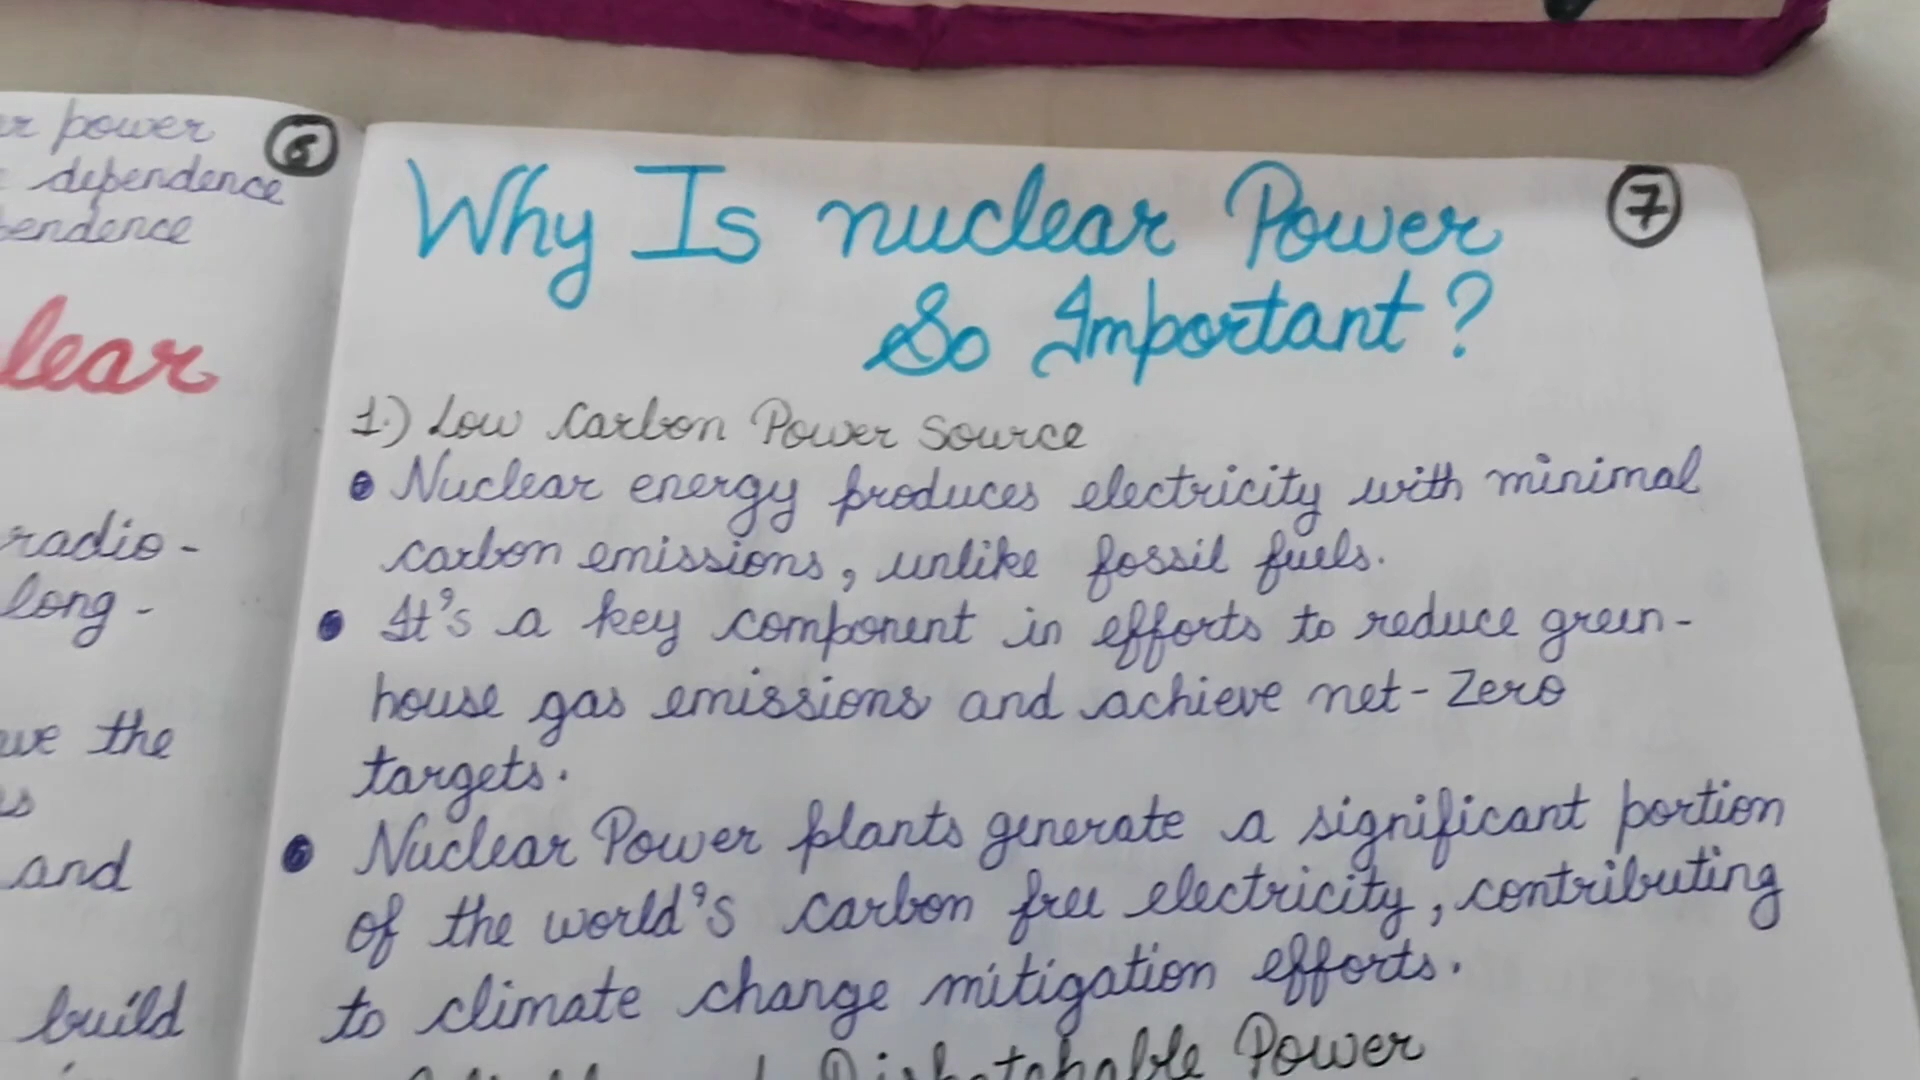 power
dependence
6
lear
radio-
long-
the
and
build
Why Is nuclear Power
7
So Important?
1.) Low Carbon Power Source
Nuclear energy produces electricity with minimal
carbon emissions, unlike fossil fuels.
It's a key component in efforts to reduce green-
house gas emissions and achieve net-Zero
targets.
Nuclear Power plants generate a significant portion
of the world's carbon free electricity, contributing
to climate change mitigation efforts.
Dispatchable Power